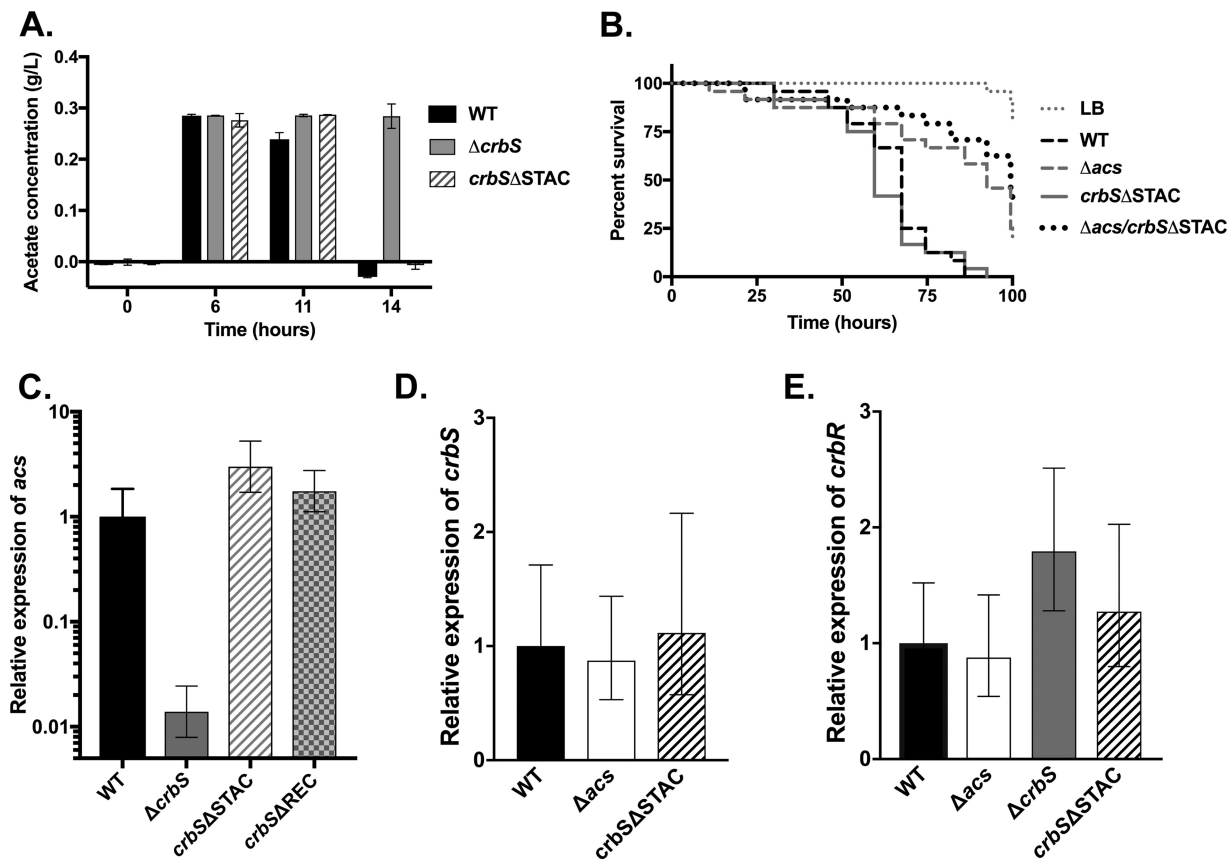 A.
Acetate concentration (g/L)
0.4
0.3
0.2
0.1
0.0
0
6
11
14
Time (hours)
WT
ΔcrbS
crbSΔSTAC
B.
Percent survival
100
75
50
25
0
0
25
50
75
100
Time (hours)
LB
WT
Δacs
crbSΔSTAC
Δacs/crbSΔSTAC
C.
Relative expression of acs
10
1
0.1
0.01
WT
ΔcrbS
crbSΔSTAC
crbSΔREC
D.
Relative expression of crbS
3
2
1
0
WT
Δacs
crbSΔSTAC
E.
Relative expression of crbR
3
2
1
0
WT
Δacs
ΔcrbS
crbSΔSTAC